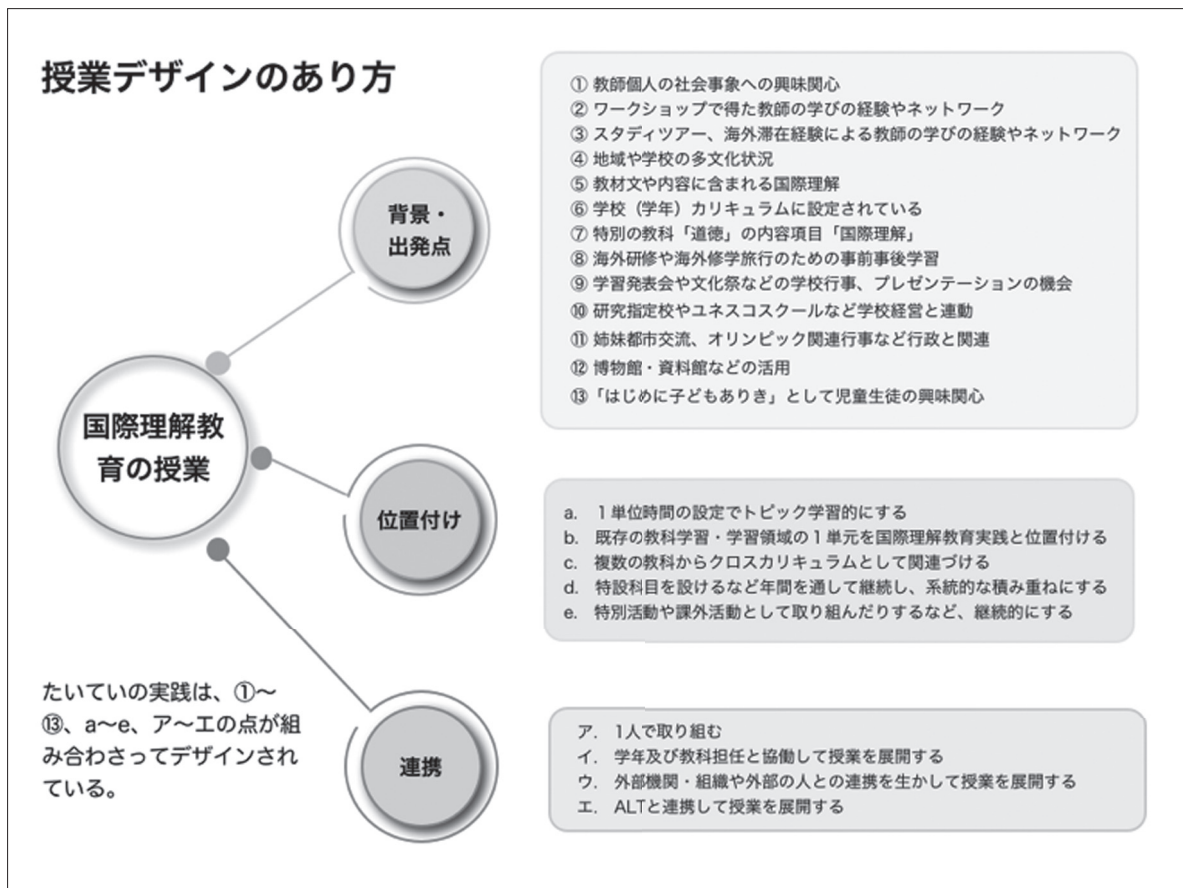 授業デザインのあり方
背景・
出発点
① 教師個人の社会事象への興味関心
② ワークショップで得た教師の学びの経験やネットワーク
③ スタディツアー、海外滞在経験による教師の学びの経験やネットワーク
④ 地域や学校の多文化状況
⑤ 教材文や内容に含まれる国際理解
⑥ 学校（学年）カリキュラムに設定されている
⑦ 特別の教科「道徳」の内容項目「国際理解」
⑧ 海外研修や海外修学旅行のための事前事後学習
⑨ 学習発表会や文化祭などの学校行事、プレゼンテーションの機会
⑩ 研究指定校やユネスコスクールなど学校経営と連動
⑪ 姉妹都市交流、オリンピック関連行事など行政と関連
⑫ 博物館・資料館などの活用
⑬「はじめに子どもありき」として児童生徒の興味関心
国際理解教
育の授業
位置付け
a. １単位時間の設定でトピック学習的にする
b. 既存の教科学習・学習領域の１単元を国際理解教育実践と位置付ける
c. 複数の教科からクロスカリキュラムとして関連づける
d. 特設科目を設けるなど年間を通して継続し、系統的な積み重ねにする
e. 特別活動や課外活動として取り組んだりするなど、継続的にする
たいていの実践は、①〜
⑬、a〜e、ア〜エの点が組
み合わさってデザインされ
ている。
連携
ア. 1人で取り組む
イ. 学年及び教科担任と協働して授業を展開する
ウ. 外部機関・組織や外部の人との連携を生かして授業を展開する
エ. ALTと連携して授業を展開する